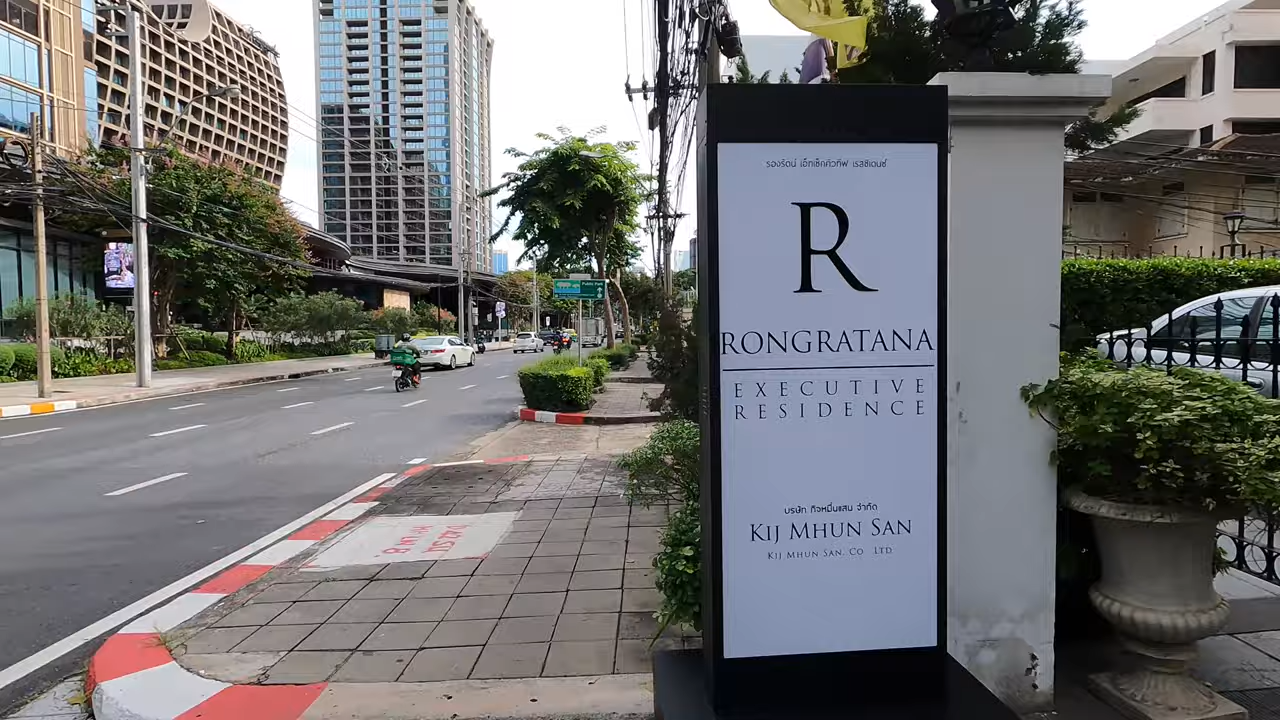 รองรัตน์ เอ็กเซ็กคิวทีฟ เรสซิเดนซ์
R
RONGRATANA
EXECUTIVE
RESIDENCE
บริษัท กิจหมื่นแสน จำกัด
KIJ MHUN SAN
KIJ MHUN SAN. CO. LTD.
Public Park